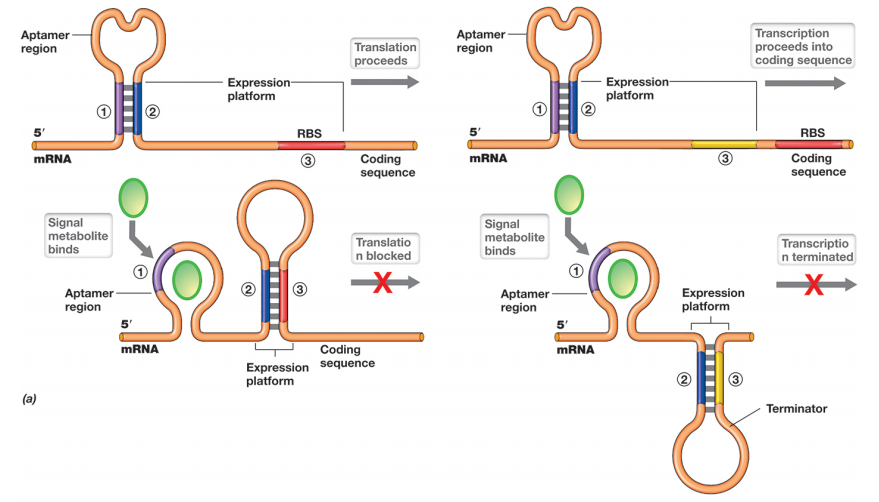 Aptamer
region
Translation
proceeds
Expression
platform
①
②
5′
RBS
mRNA
③
Coding
sequence
Signal
metabolite
binds
①
Translatio
n blocked
②
③
Aptamer
region
5′
mRNA
Coding
sequence
Expression
platform
(a)
Aptamer
region
Transcription
proceeds into
coding sequence
Expression
platform
①
②
5′
RBS
mRNA
③
Coding
sequence
Signal
metabolite
binds
①
Transcriptio
n terminated
Aptamer
region
Expression
platform
5′
mRNA
②
③
Terminator